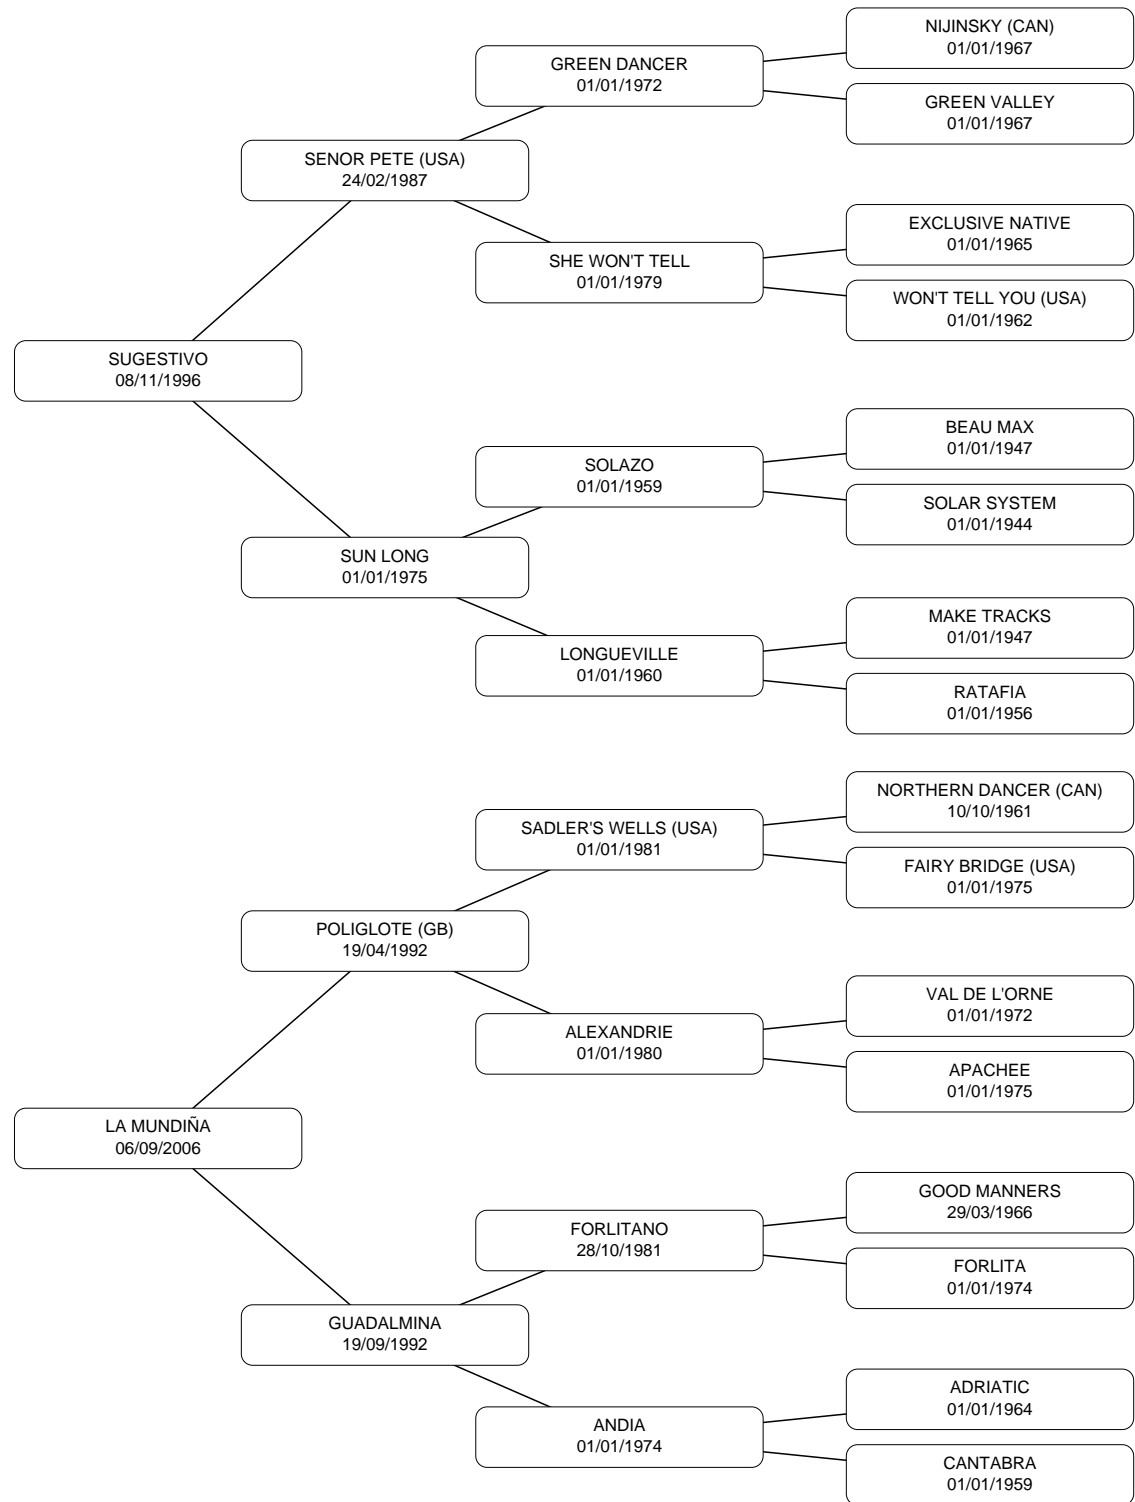 NIJINSKY (CAN)
01/01/1967
GREEN DANCER
01/01/1972
GREEN VALLEY
01/01/1967
SENOR PETE (USA)
24/02/1987
EXCLUSIVE NATIVE
01/01/1965
SHE WON'T TELL
01/01/1979
WON'T TELL YOU (USA)
01/01/1962
SUGESTIVO
08/11/1996
BEAU MAX
01/01/1947
SOLAZO
01/01/1959
SOLAR SYSTEM
01/01/1944
SUN LONG
01/01/1975
MAKE TRACKS
01/01/1947
LONGUEVILLE
01/01/1960
RATAFIA
01/01/1956
NORTHERN DANCER (CAN)
10/10/1961
SADLER'S WELLS (USA)
01/01/1981
FAIRY BRIDGE (USA)
01/01/1975
POLIGLOTE (GB)
19/04/1992
VAL DE L'ORNE
01/01/1972
ALEXANDRIE
01/01/1980
APACHEE
01/01/1975
LA MUNDIÑA
06/09/2006
GOOD MANNERS
29/03/1966
FORLITANO
28/10/1981
FORLITA
01/01/1974
GUADALMINA
19/09/1992
ADRIATIC
01/01/1964
ANDIA
01/01/1974
CANTABRA
01/01/1959